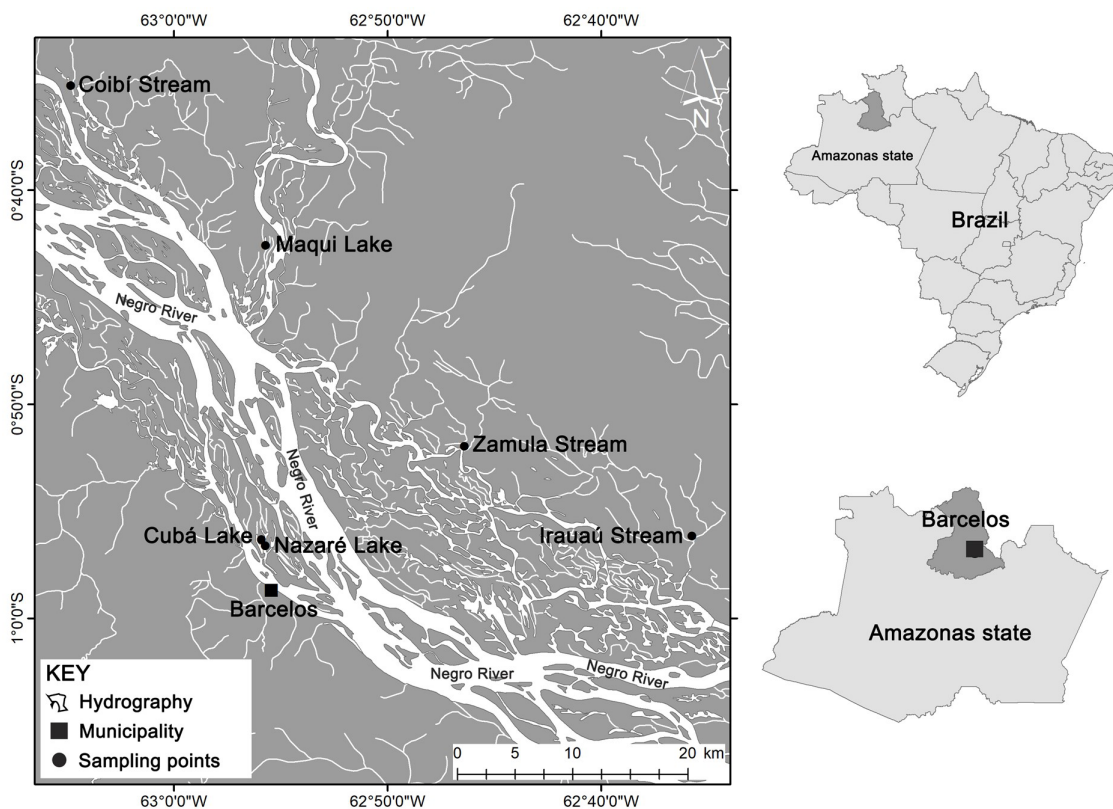 63°0'0"W 62°50'0"W 62°40'0"W
Coibí Stream
N
0°40'0"S
Maqui Lake
Negro River
0°50'0"S
Zamula Stream
Negro River
Cubá Lake
Nazaré Lake
Irauaú Stream
Barcelos
1°0'0"S
Negro River
Negro River
KEY
Hydrography
Municipality
Sampling points
0 5 10 20 km
63°0'0"W 62°50'0"W 62°40'0"W
Amazonas state
Brazil
Barcelos
Amazonas state